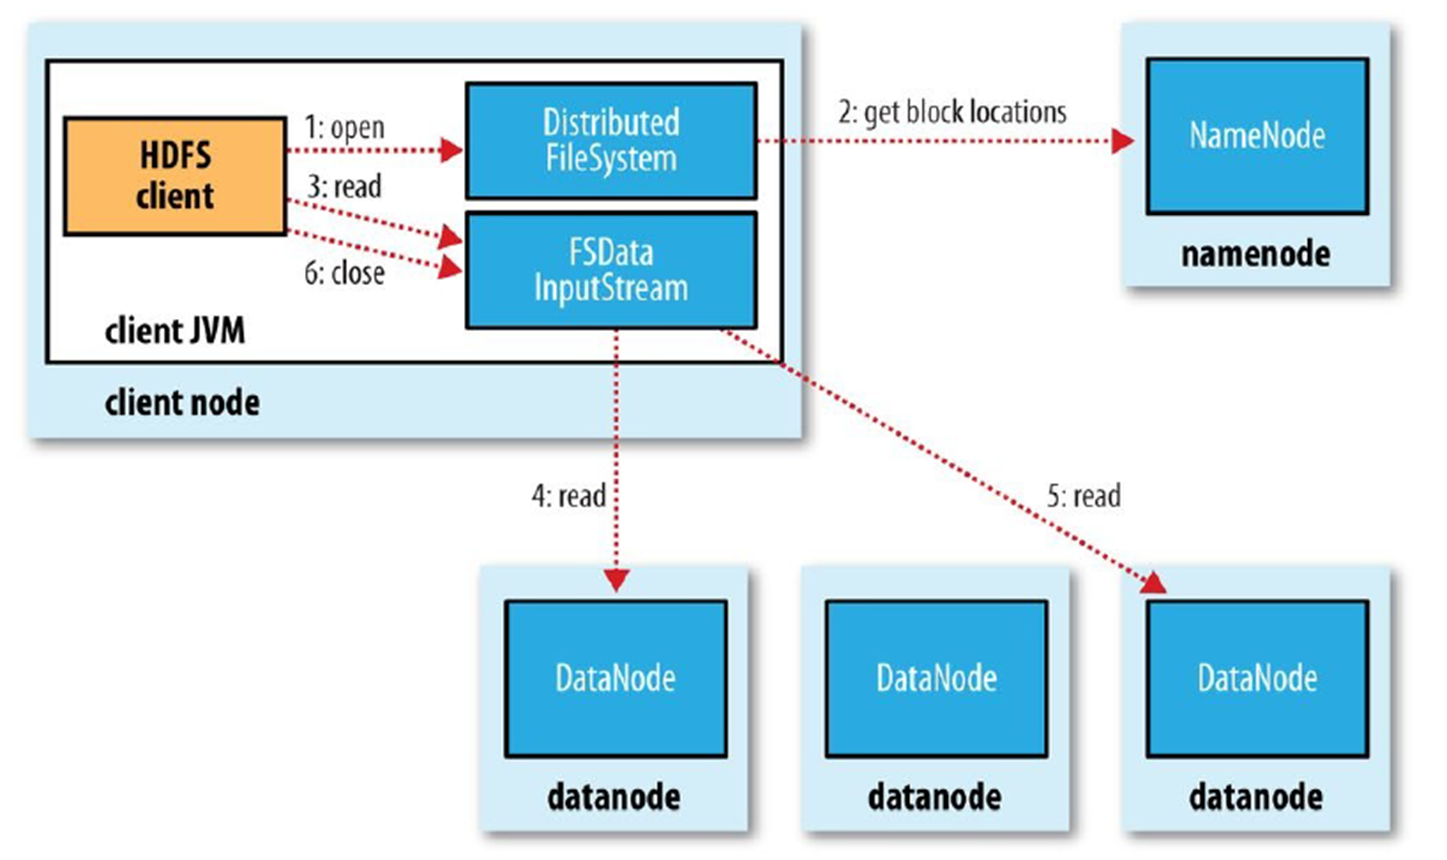 HDFS
client
1: open
3: read
6: close
Distributed
FileSystem
FSData
InputStream
client JVM
client node
2: get block locations
NameNode
namenode
4: read
5: read
DataNode
datanode
DataNode
datanode
DataNode
datanode